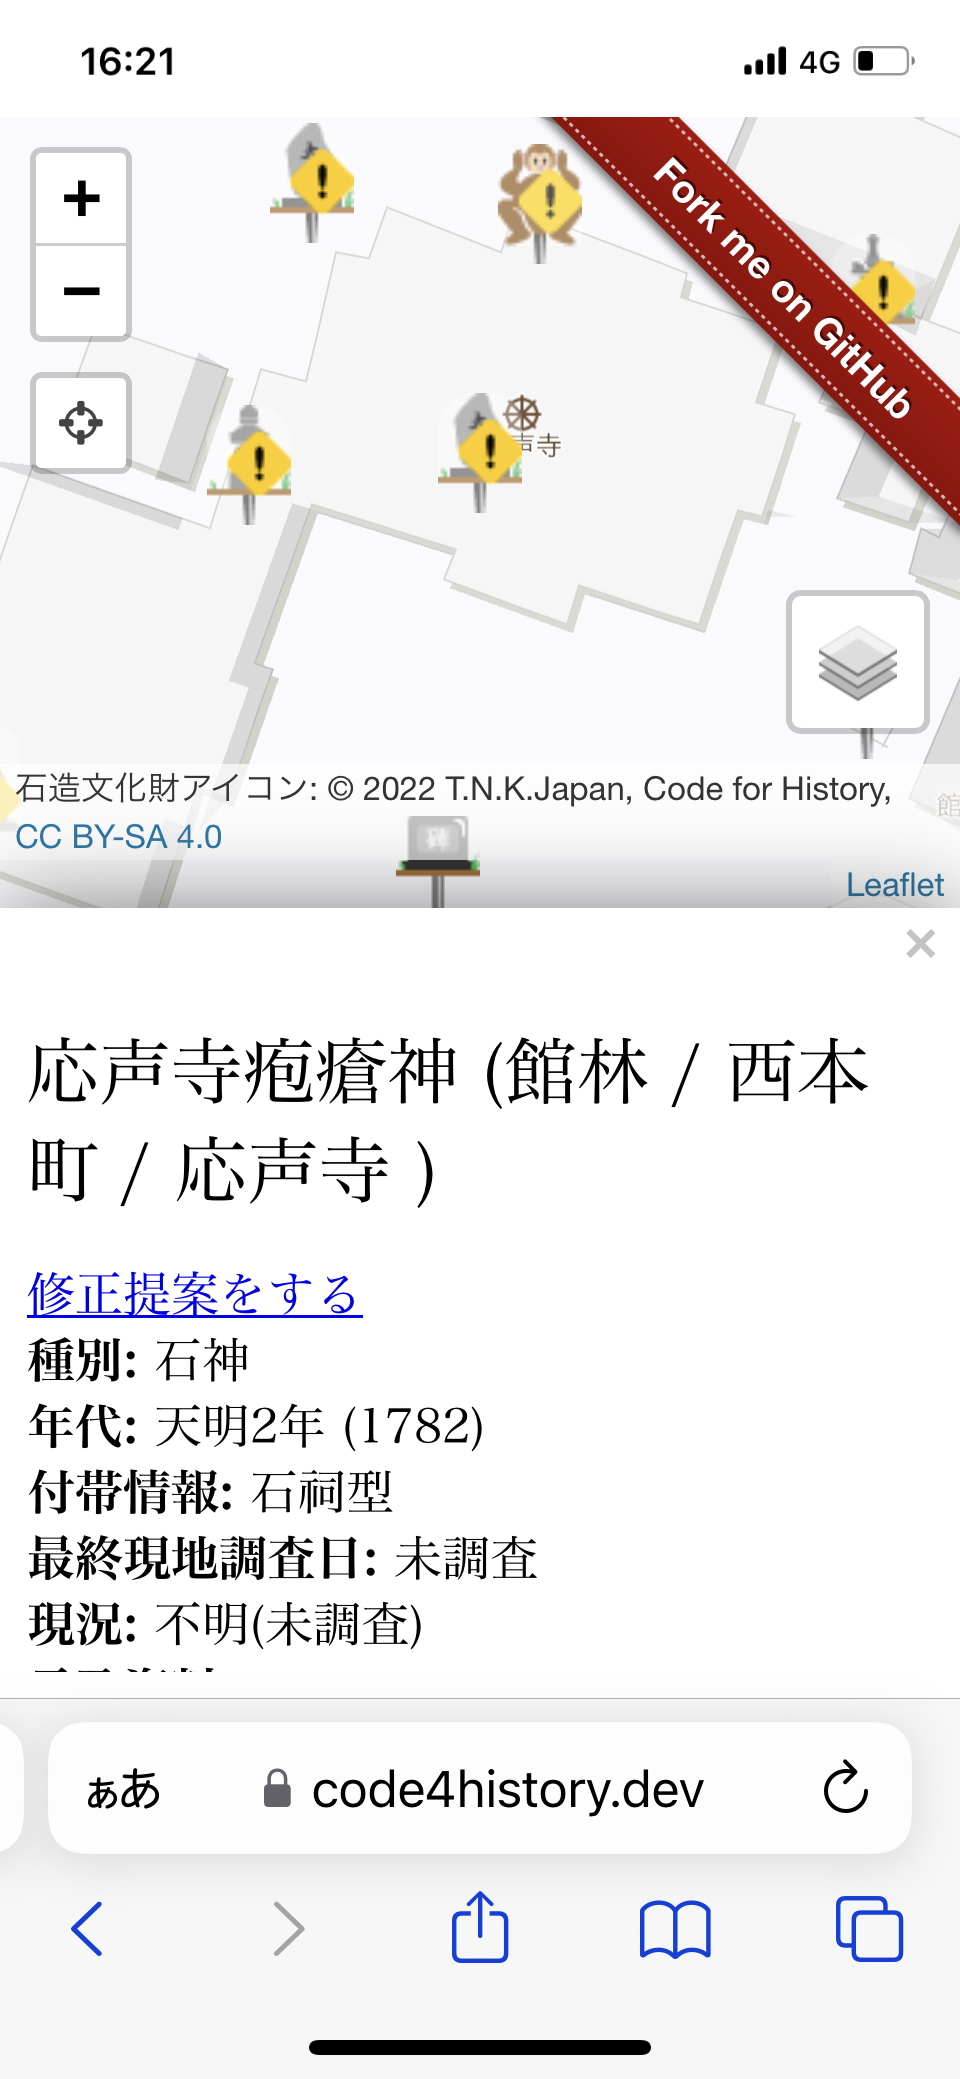 16:21
4G
+
−
Fork me on GitHub
声寺
石造文化財アイコン: © 2022 T.N.K.Japan, Code for History,
CC BY-SA 4.0
館
碑
Leaflet
×
応声寺疱瘡神 (館林 / 西本
町 / 応声寺 )
修正提案をする
種別: 石神
年代: 天明2年 (1782)
付帯情報: 石祠型
最終現地調査日: 未調査
現況: 不明(未調査)
ぁあ
code4history.dev